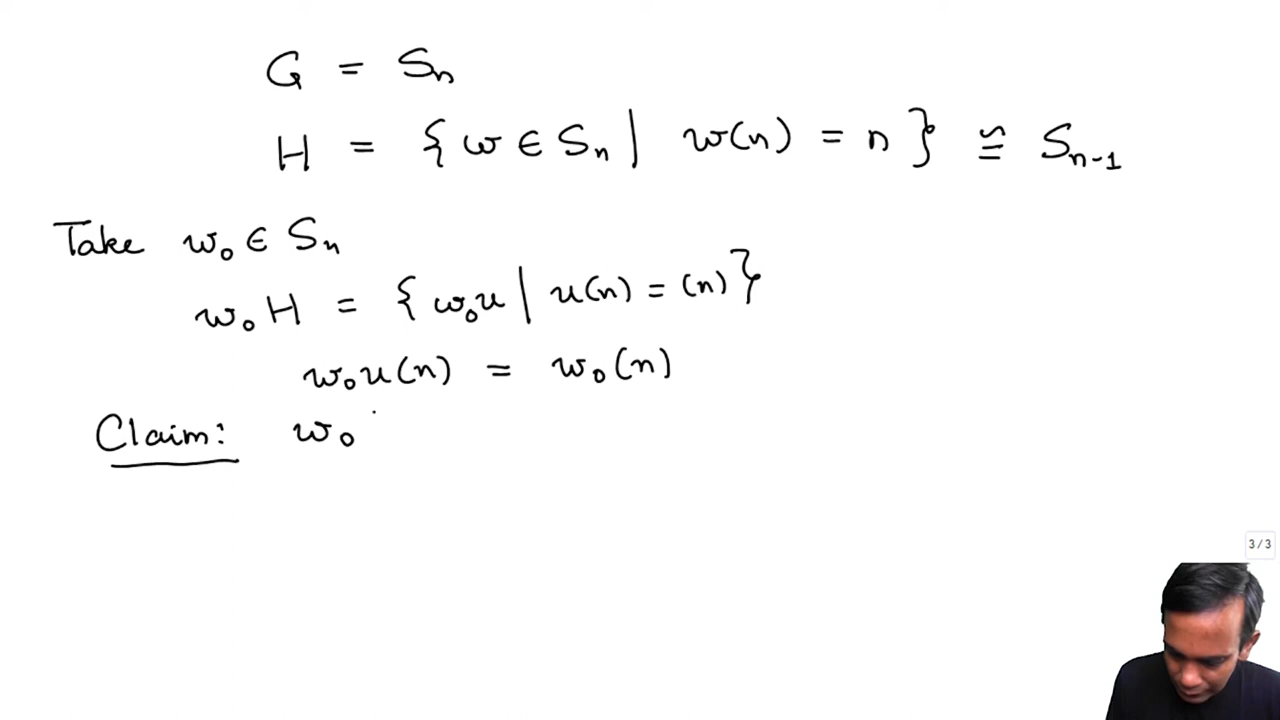 G = Sₙ
H = { w ∈ Sₙ | w(n) = n } ≅ Sₙ₋₁
Take w₀ ∈ Sₙ
w₀H = { w₀u | u(n) = (n) }
w₀u(n) = w₀(n)
Claim: w₀
3/3